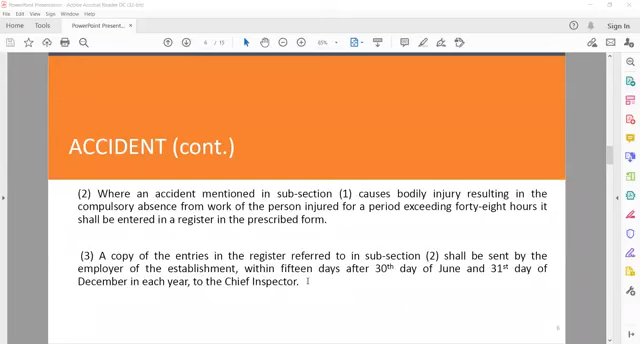 PowerPoint Presentation - Adobe Acrobat Reader DC (32-bit)
File Edit View Sign Window Help
Home Tools PowerPoint Present... × Sign In
6 / 15 65%
ACCIDENT (cont.)
(2) Where an accident mentioned in sub-section (1) causes bodily injury resulting in the
compulsory absence from work of the person injured for a period exceeding forty-eight hours it
shall be entered in a register in the prescribed form.
(3) A copy of the entries in the register referred to in sub-section (2) shall be sent by the
employer of the establishment, within fifteen days after 30th day of June and 31st day of
December in each year, to the Chief Inspector.
6